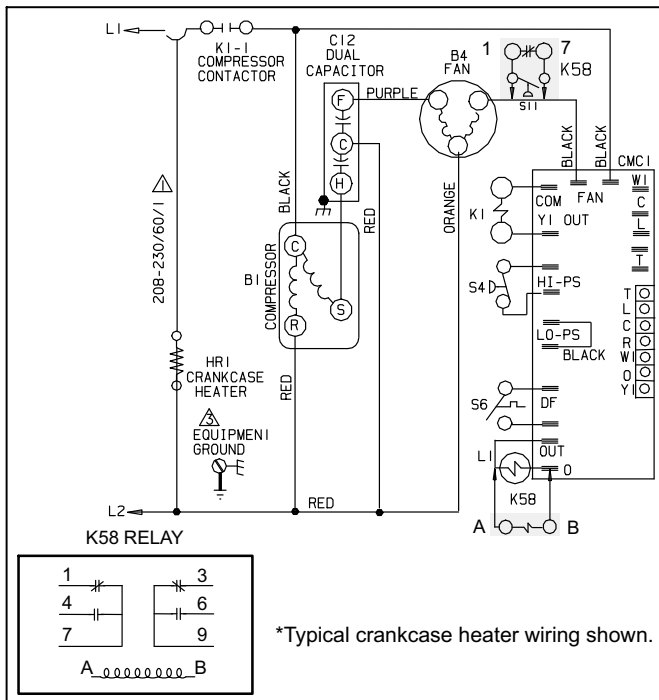 L1
K1-1
COMPRESSOR
CONTACTOR
C12
DUAL
CAPACITOR
F
C
H
PURPLE
B4
FAN
1
7
K58
S11
BLACK
BLACK
CMC1
208-230/60/1
1
BLACK
RED
ORANGE
K1
COM
FAN
Y1 OUT
W1
C
L
T
B1
COMPRESSOR
C
R
S
S4
HI-PS
LO-PS
BLACK
T
L
C
R
W1
O
Y1
HR1
CRANKCASE
HEATER
RED
3
EQUIPMENT
GROUND
S6
DF
L1
OUT
O
K58
L2
RED
A
B
K58 RELAY
1
3
4
6
7
9
A
B
*Typical crankcase heater wiring shown.